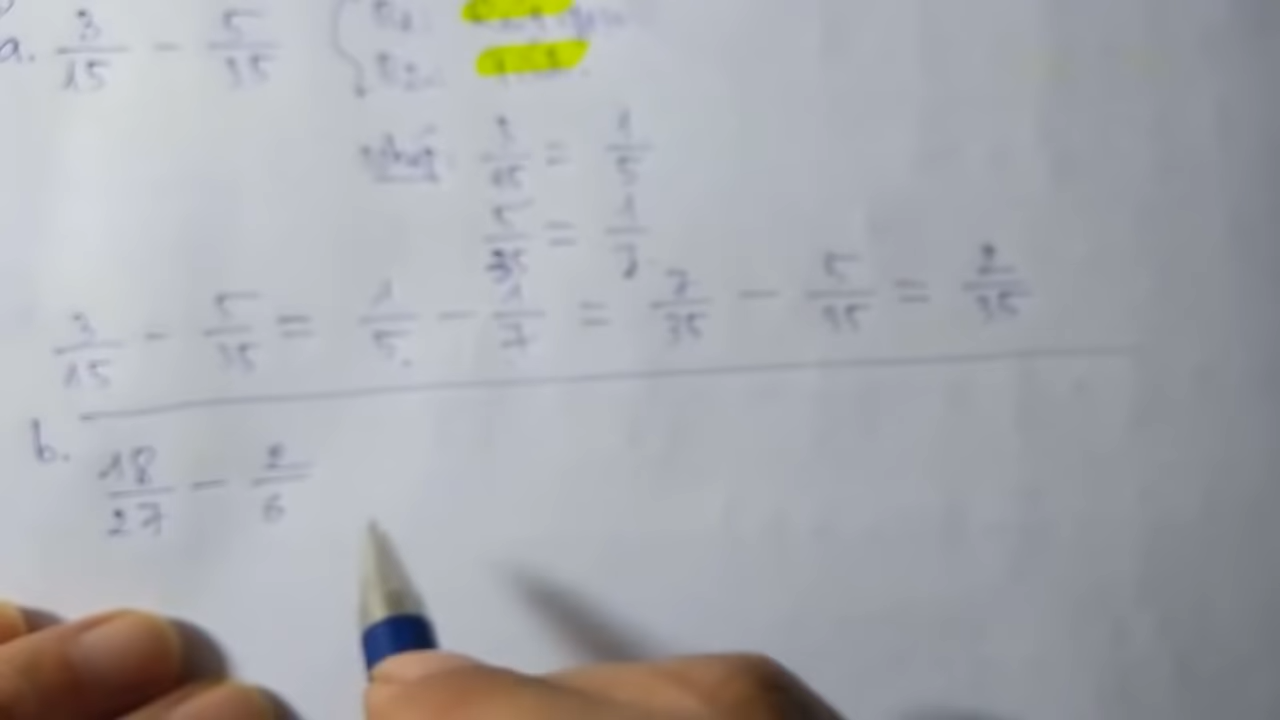 a. 3/15 - 5/35
3/15 = 1/5
5/35 = 1/7
3/15 - 5/35 = 1/5 - 1/7 = 7/35 - 5/35 = 2/35
b. 18/27 - 2/6